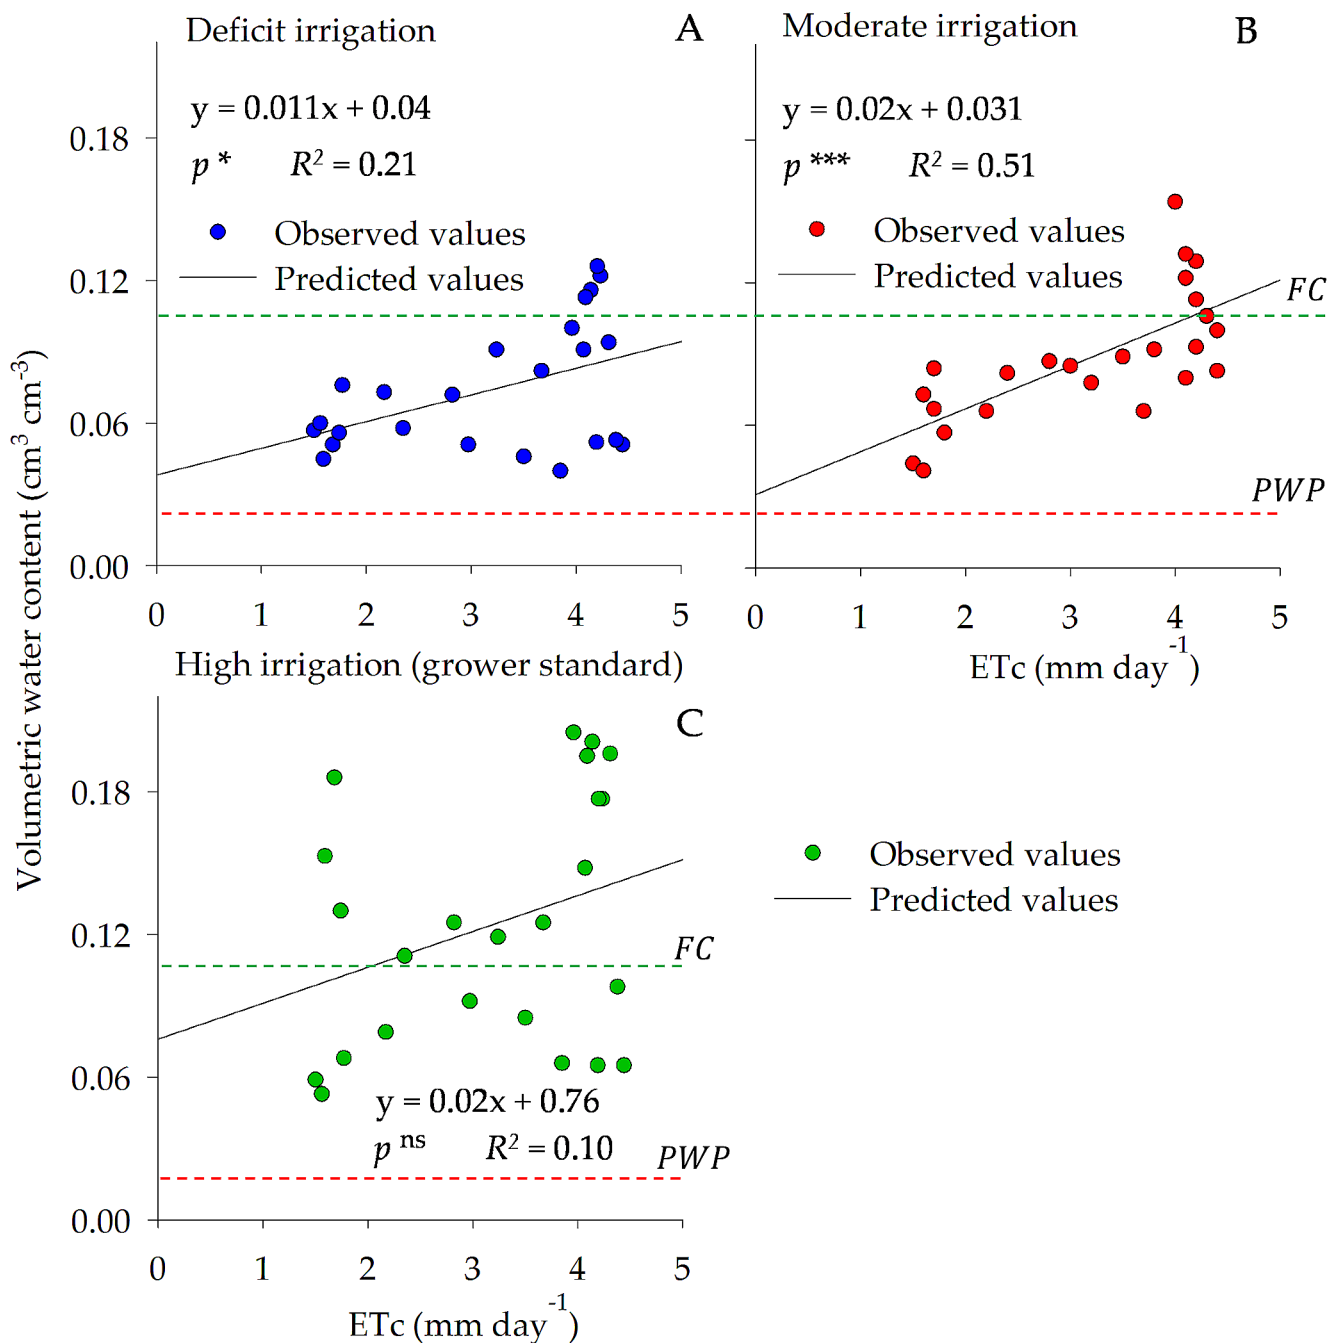 Deficit irrigation
A
y = 0.011x + 0.04
p * R² = 0.21
Observed values
Predicted values
0.18
0.12
0.06
0.00
0 1 2 3 4 5
Moderate irrigation
B
y = 0.02x + 0.031
p *** R² = 0.51
Observed values
Predicted values
FC
PWP
0 1 2 3 4 5
ETc (mm day⁻¹)
Volumetric water content (cm³ cm⁻³)
High irrigation (grower standard)
C
0.18
0.12
0.06
0.00
FC
y = 0.02x + 0.76
p ns R² = 0.10
PWP
0 1 2 3 4 5
ETc (mm day⁻¹)
Observed values
Predicted values